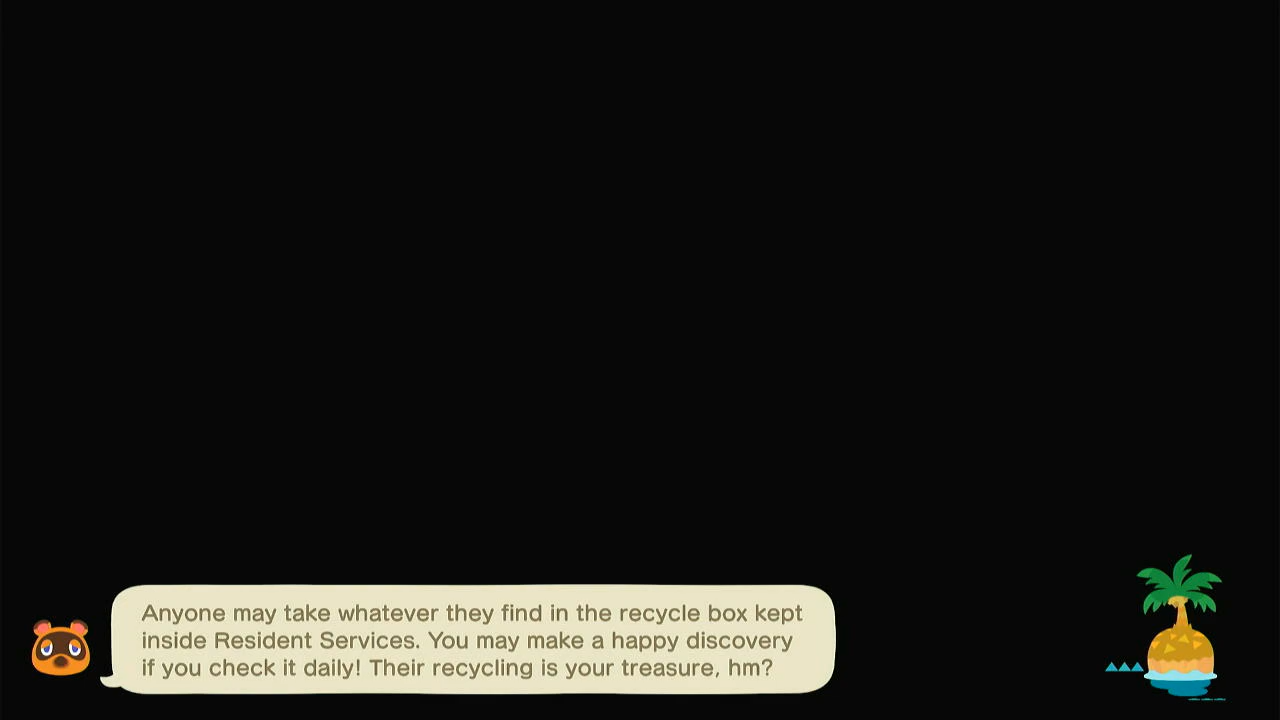 Anyone may take whatever they find in the recycle box kept
inside Resident Services. You may make a happy discovery
if you check it daily! Their recycling is your treasure, hm?